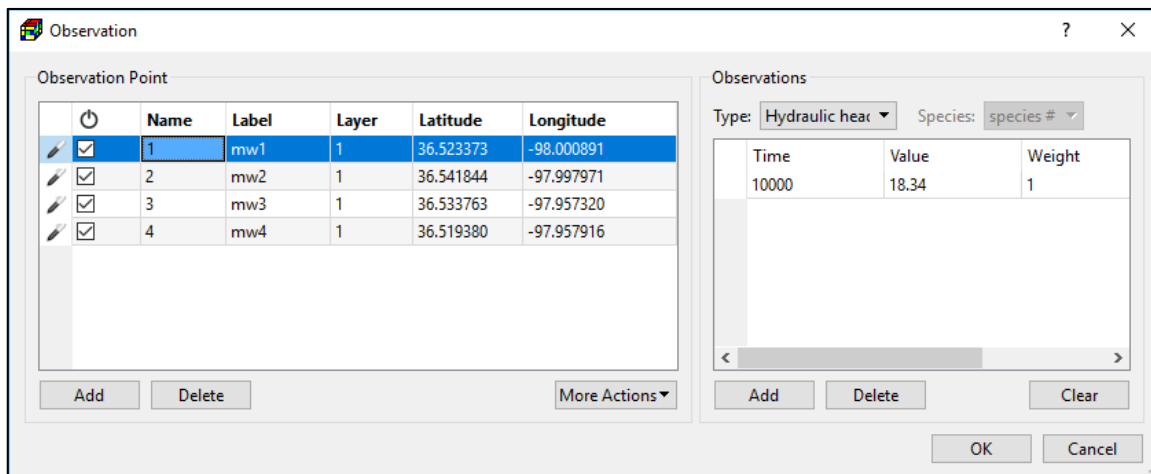 Observation ?
Observation Point
Name Label Layer Latitude Longitude
1 mw1 1 36.523373 -98.000891
2 mw2 1 36.541844 -97.997971
3 mw3 1 36.533763 -97.957320
4 mw4 1 36.519380 -97.957916
Add Delete More Actions
Observations
Type: Hydraulic heac Species: species #
Time Value Weight
10000 18.34 1
Add Delete Clear
OK Cancel